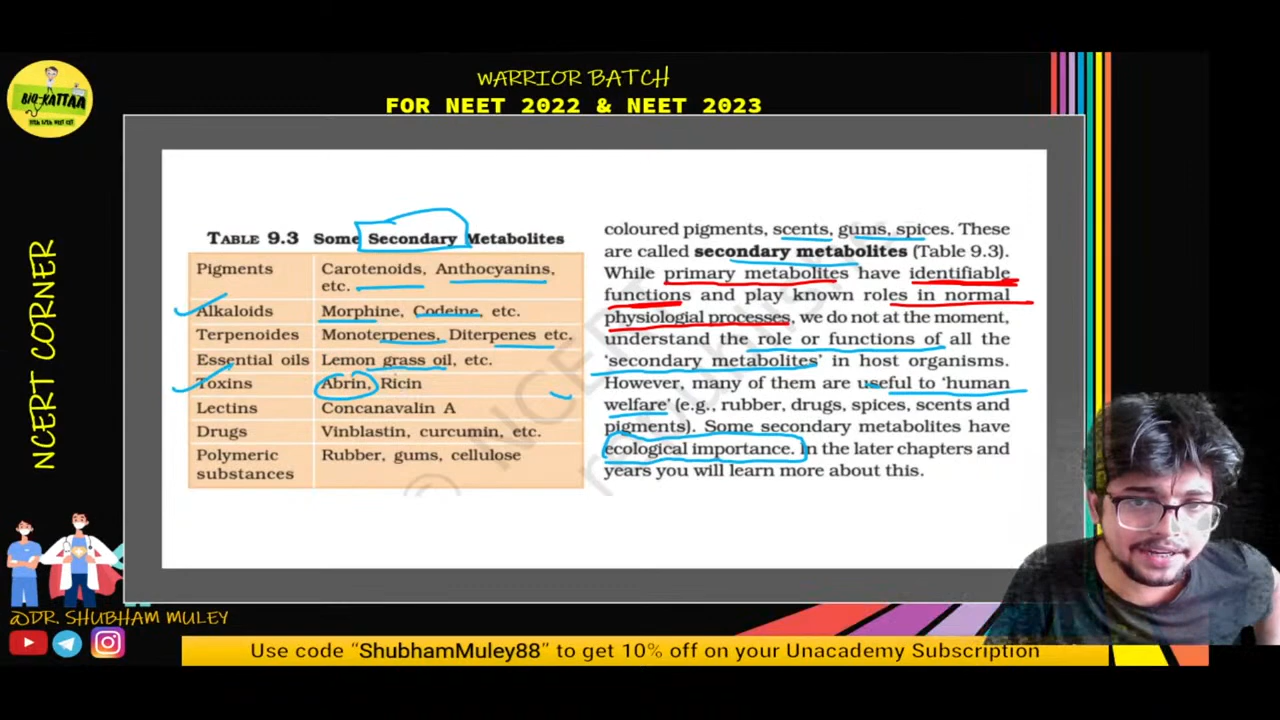 WARRIOR BATCH
FOR NEET 2022 & NEET 2023
BIO-KATTAA
NCERT CORNER
TABLE 9.3 Some Secondary Metabolites
Pigments Carotenoids, Anthocyanins,
etc.
Alkaloids Morphine, Codeine, etc.
Terpenoides Monoterpenes, Diterpenes etc.
Essential oils Lemon grass oil, etc.
Toxins Abrin, Ricin
Lectins Concanavalin A
Drugs Vinblastin, curcumin, etc.
Polymeric Rubber, gums, cellulose
substances
coloured pigments, scents, gums, spices. These
are called secondary metabolites (Table 9.3).
While primary metabolites have identifiable
functions and play known roles in normal
physiologial processes, we do not at the moment,
understand the role or functions of all the
‘secondary metabolites’ in host organisms.
However, many of them are useful to ‘human
welfare’ (e.g., rubber, drugs, spices, scents and
pigments). Some secondary metabolites have
ecological importance. In the later chapters and
years you will learn more about this.
@DR. SHUBHAM MULEY
Use code “ShubhamMuley88” to get 10% off on your Unacademy Subscription